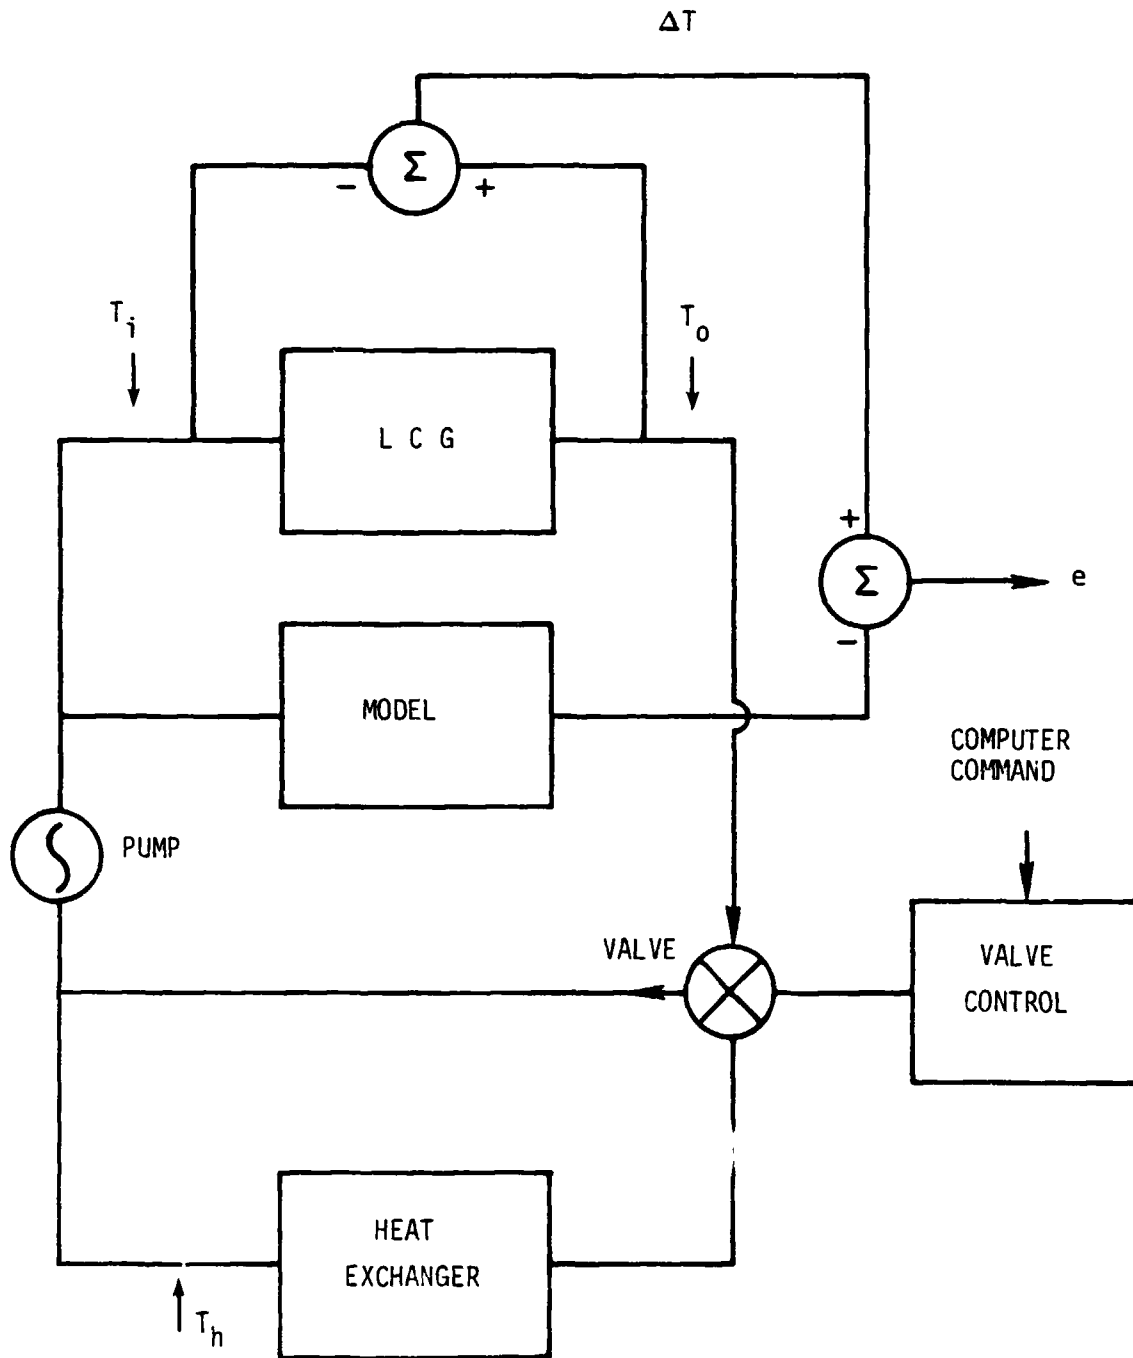 ΔT
Σ
- +
T_i
T_o
L C G
+
Σ
e
-
MODEL
COMPUTER
COMMAND
PUMP
VALVE
VALVE
CONTROL
HEAT
EXCHANGER
T_h